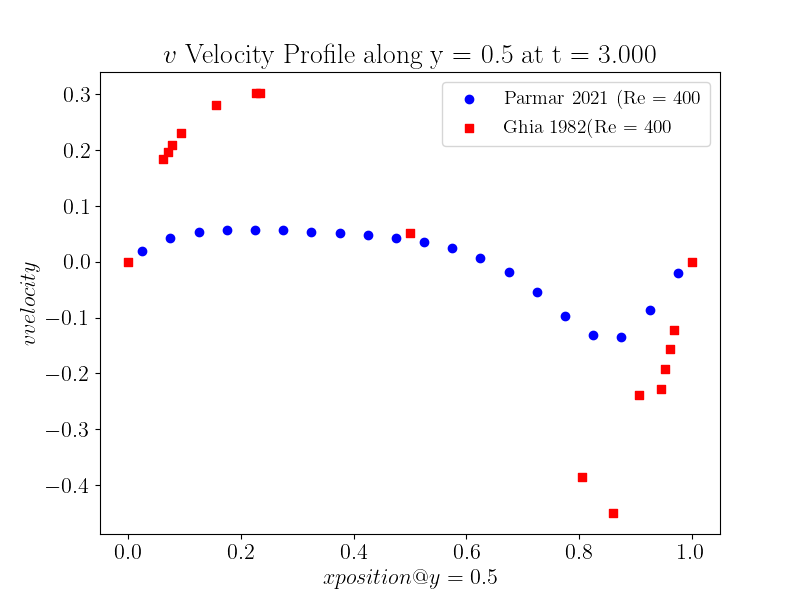 v Velocity Profile along y = 0.5 at t = 3.000
Parmar 2021 (Re = 400
Ghia 1982(Re = 400
0.3
0.2
0.1
0.0
−0.1
−0.2
−0.3
−0.4
vvelocity
0.0 0.2 0.4 0.6 0.8 1.0
xposition@y = 0.5